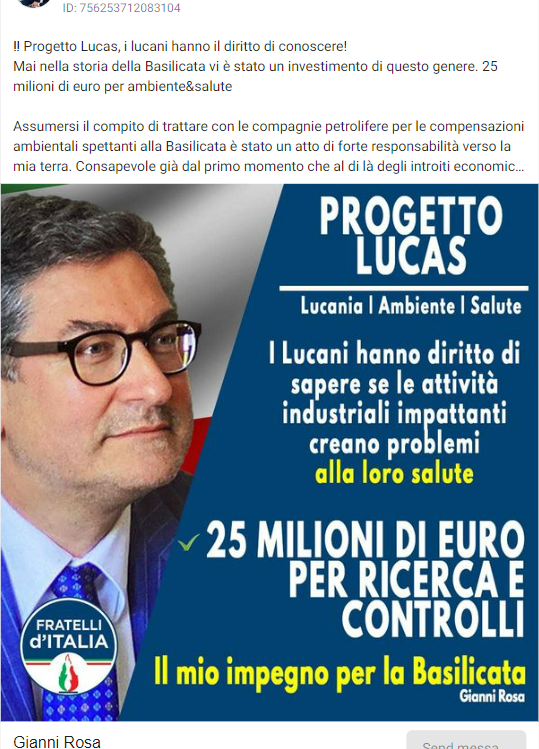 ID: 756253712083104
‼ Progetto Lucas, i lucani hanno il diritto di conoscere!
Mai nella storia della Basilicata vi è stato un investimento di questo genere. 25
milioni di euro per ambiente&salute
Assumersi il compito di trattare con le compagnie petrolifere per le compensazioni
ambientali spettanti alla Basilicata è stato un atto di forte responsabilità verso la
mia terra. Consapevole già dal primo momento che al di là degli introiti economic...
PROGETTO
LUCAS
Lucania | Ambiente | Salute
I Lucani hanno diritto di
sapere se le attività
industriali impattanti
creano problemi
alla loro salute
25 MILIONI DI EURO
PER RICERCA E
CONTROLLI
FRATELLI
d'ITALIA
Il mio impegno per la Basilicata
Gianni Rosa
Gianni Rosa
Send messa...